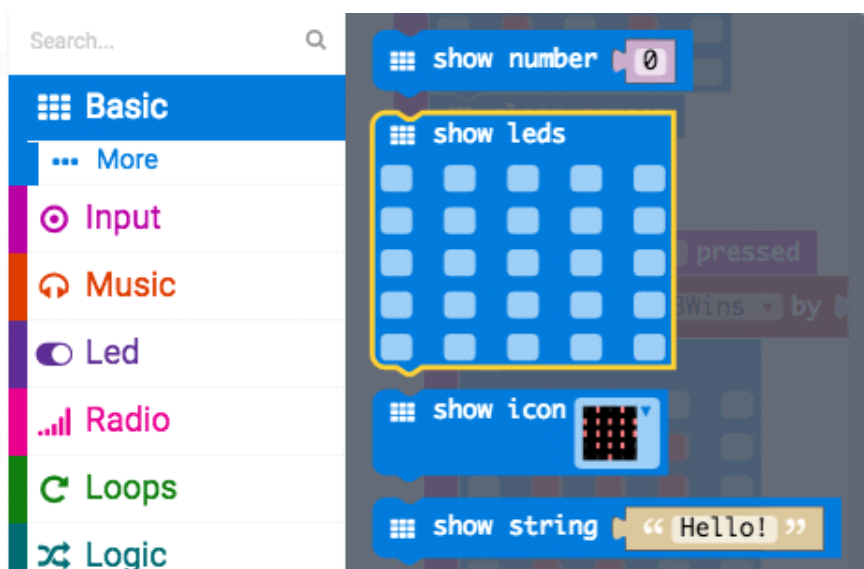 Search...
Basic
More
Input
Music
Led
Radio
Loops
Logic
show number 0
show leds
pressed
BWins by
show icon
show string “ Hello! ”